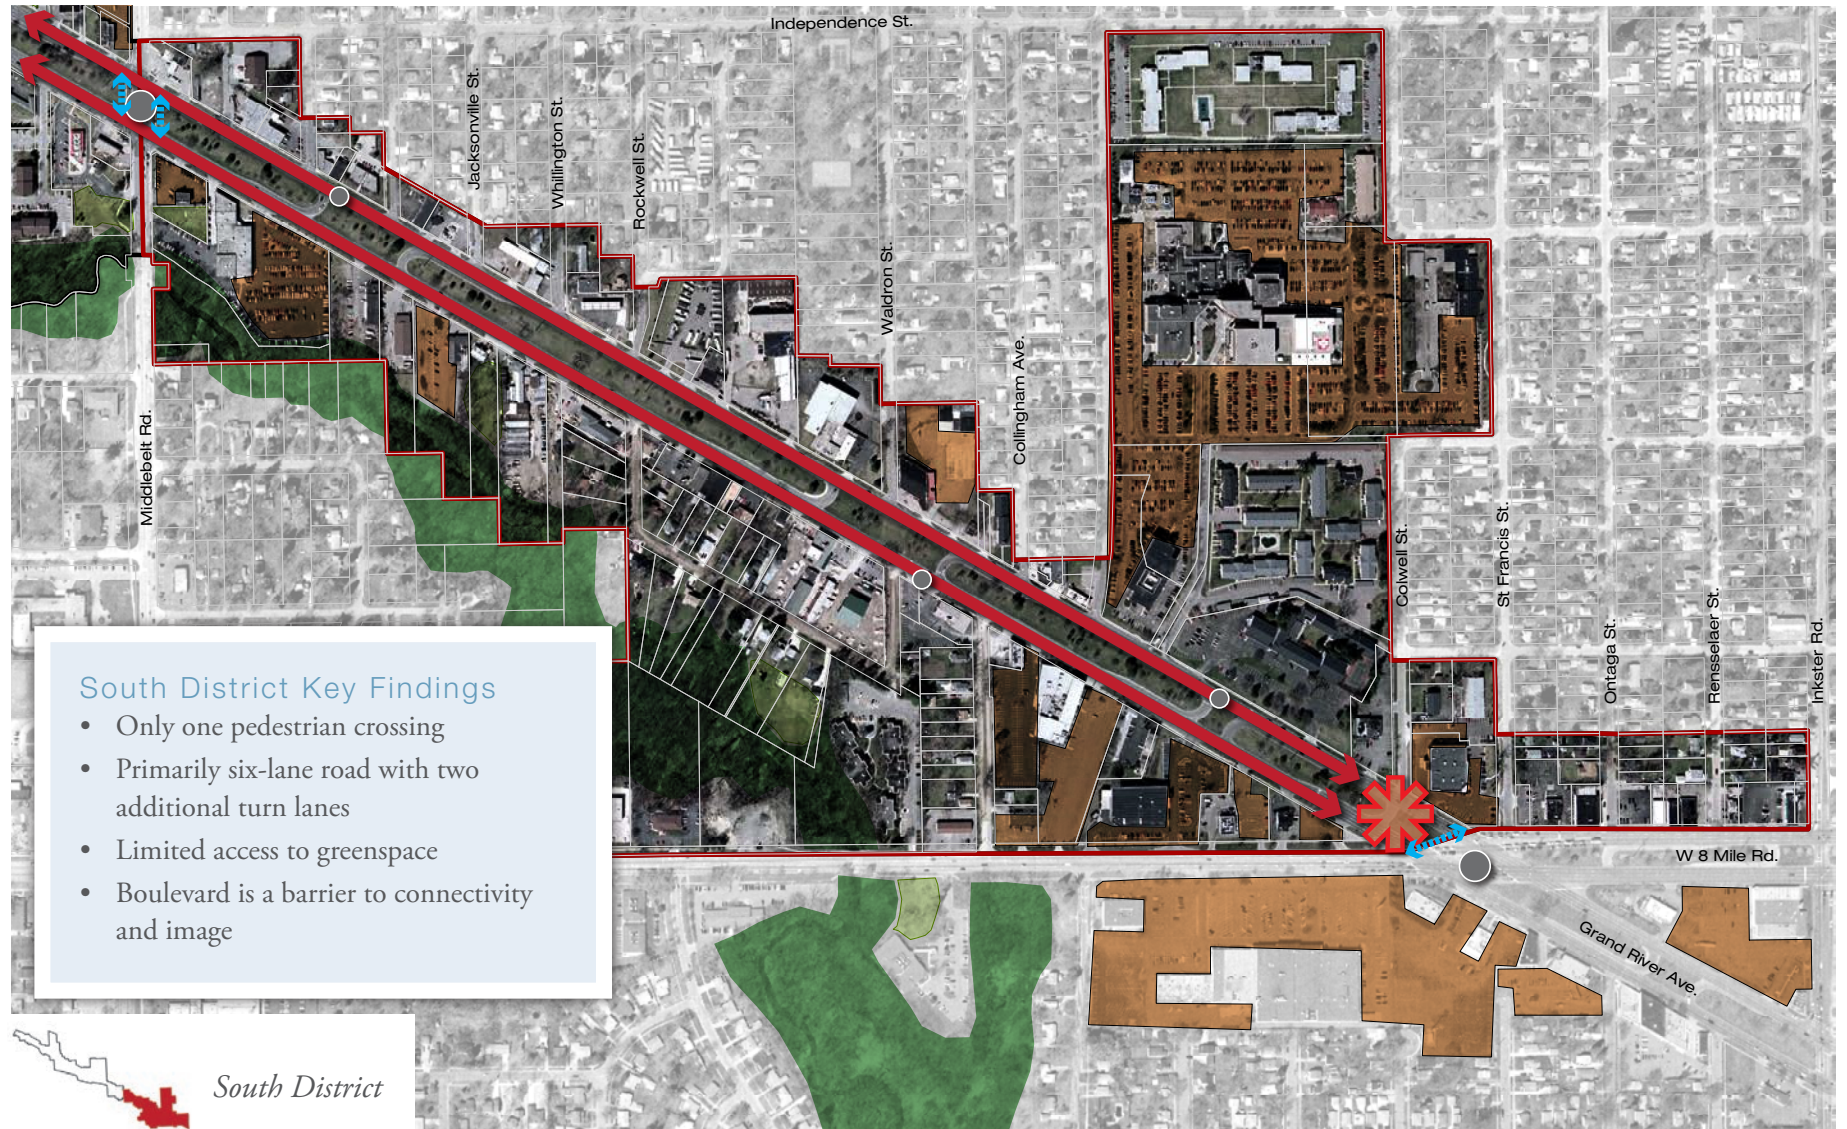 Independence St.
Jacksonville St.
Whillington St.
Rockwell St.
Waldron St.
Collingham Ave.
Middlebelt Rd.
Colwell St.
St Francis St.
Ontaga St.
Rensselaer St.
Inkster Rd.
W 8 Mile Rd.
Grand River Ave.
South District Key Findings
• Only one pedestrian crossing
• Primarily six-lane road with two
additional turn lanes
• Limited access to greenspace
• Boulevard is a barrier to connectivity
and image
South District